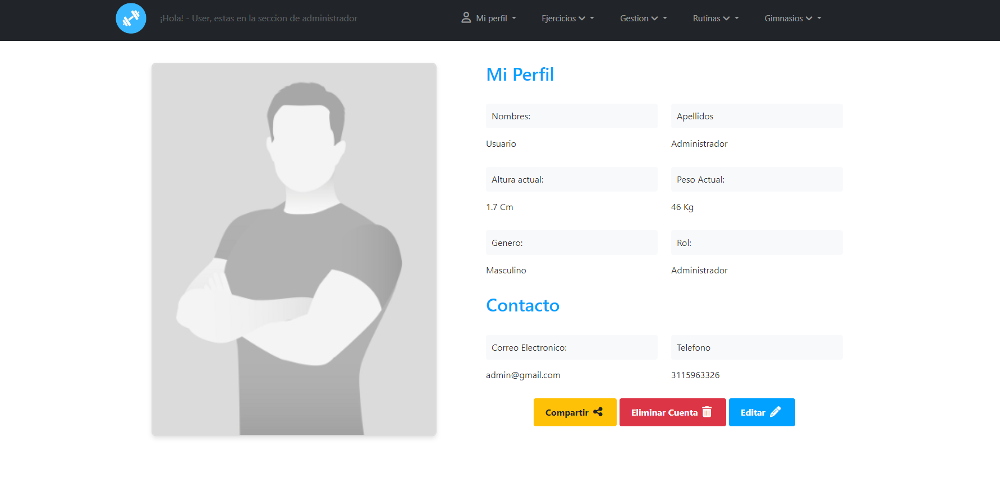 ¡Hola! - User, estas en la seccion de administrador
Mi perfil
Ejercicios
Gestion
Rutinas
Gimnasios
Mi Perfil
Nombres: Apellidos
Usuario Administrador
Altura actual: Peso Actual:
1.7 Cm 46 Kg
Genero: Rol:
Masculino Administrador
Contacto
Correo Electronico: Telefono
admin@gmail.com 3115963326
Compartir Eliminar Cuenta Editar